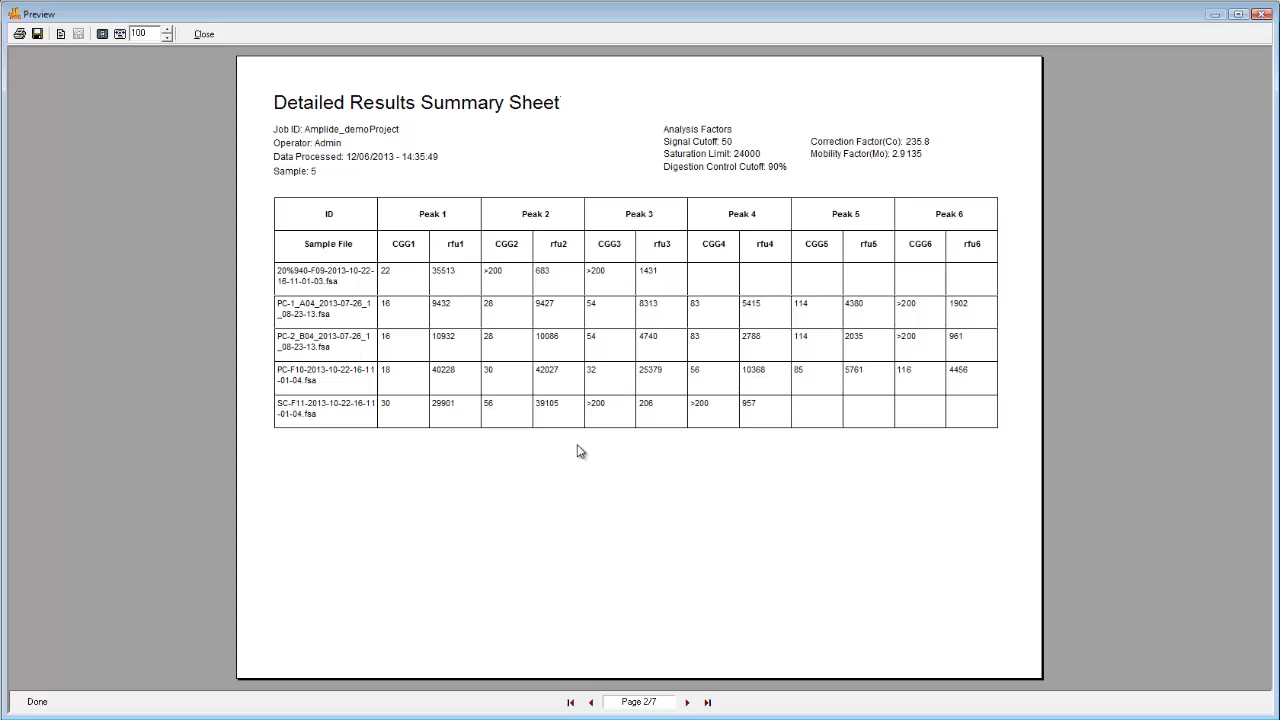 Preview
100
Close
Detailed Results Summary Sheet
Job ID: Amplide_demoProject
Operator: Admin
Data Processed: 12/06/2013 - 14:35:49
Sample: 5
Analysis Factors
Signal Cutoff: 50
Saturation Limit: 24000
Digestion Control Cutoff: 90%
Correction Factor(Co): 235.8
Mobility Factor(Mo): 2.9135
ID Peak 1 Peak 2 Peak 3 Peak 4 Peak 5 Peak 6
Sample File CGG1 rfu1 CGG2 rfu2 CGG3 rfu3 CGG4 rfu4 CGG5 rfu5 CGG6 rfu6
20%940-F09-2013-10-22- 22 35513 >200 683 >200 1431
16-11-01-03.fsa
PC-1_A04_2013-07-26_1 16 9432 28 9427 54 8313 83 5415 114 4380 >200 1902
_08-23-13.fsa
PC-2_B04_2013-07-26_1 16 10932 28 10086 54 4740 83 2788 114 2035 >200 961
_08-23-13.fsa
PC-F10-2013-10-22-16-11 18 40228 30 42027 32 25379 56 10368 85 5761 116 4456
-01-04.fsa
SC-F11-2013-10-22-16-11 30 29901 56 39105 >200 206 >200 957
-01-04.fsa
Done
Page 2/7